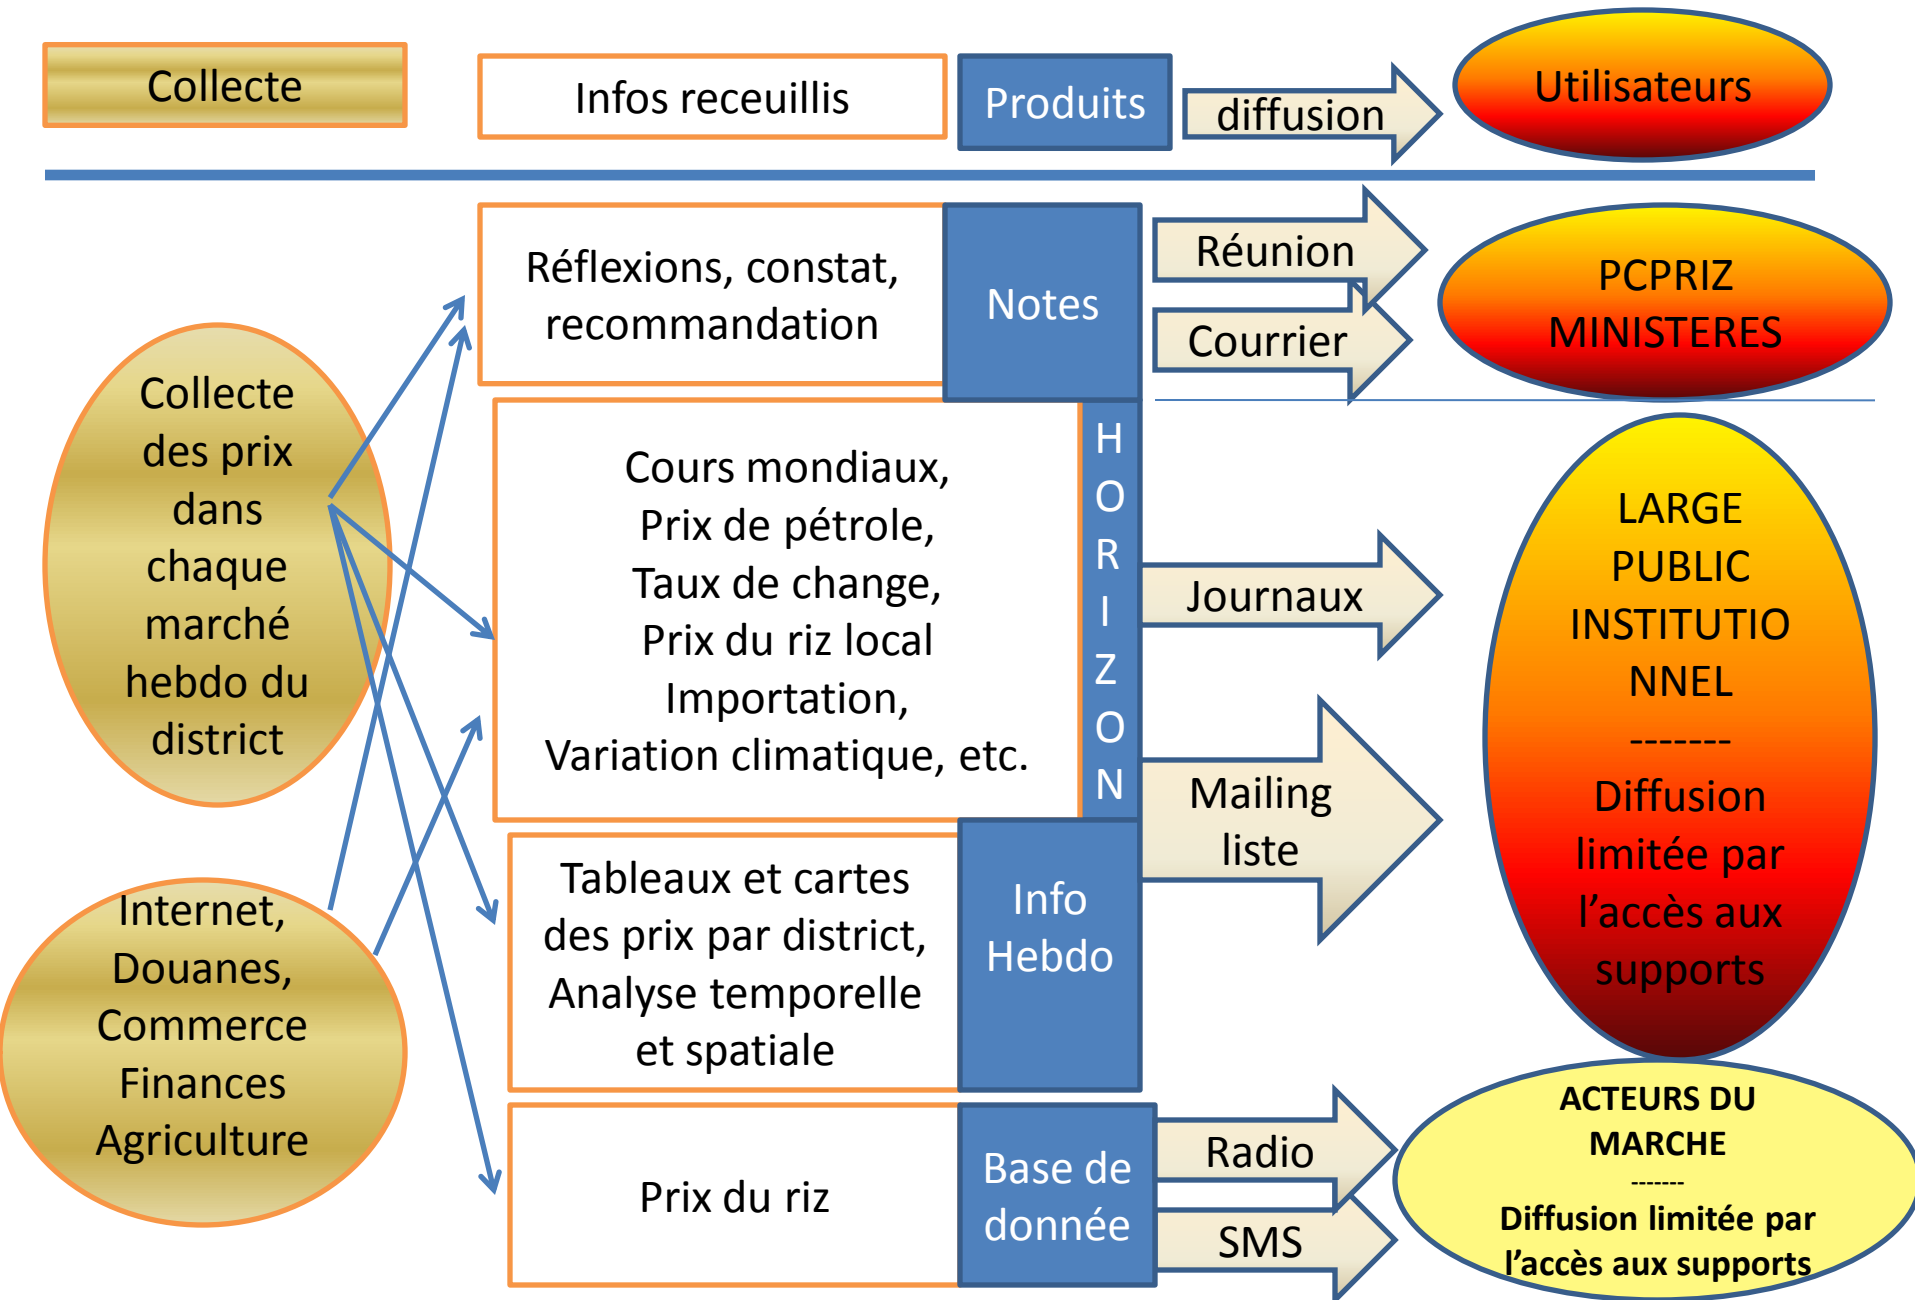 Collecte
Infos receuillis
Produits
diffusion
Utilisateurs
Collecte
des prix
dans
chaque
marché
hebdo du
district
Internet,
Douanes,
Commerce
Finances
Agriculture
Réflexions, constat,
recommandation
Notes
Réunion
Courrier
PCPRIZ
MINISTERES
Cours mondiaux,
Prix de pétrole,
Taux de change,
Prix du riz local
Importation,
Variation climatique, etc.
H
O
R
I
Z
O
N
Journaux
Mailing
liste
LARGE
PUBLIC
INSTITUTIO
NNEL
-------
Diffusion
limitée par
l’accès aux
supports
Tableaux et cartes
des prix par district,
Analyse temporelle
et spatiale
Info
Hebdo
Prix du riz
Base de
donnée
Radio
SMS
ACTEURS DU
MARCHE
-------
Diffusion limitée par
l’accès aux supports